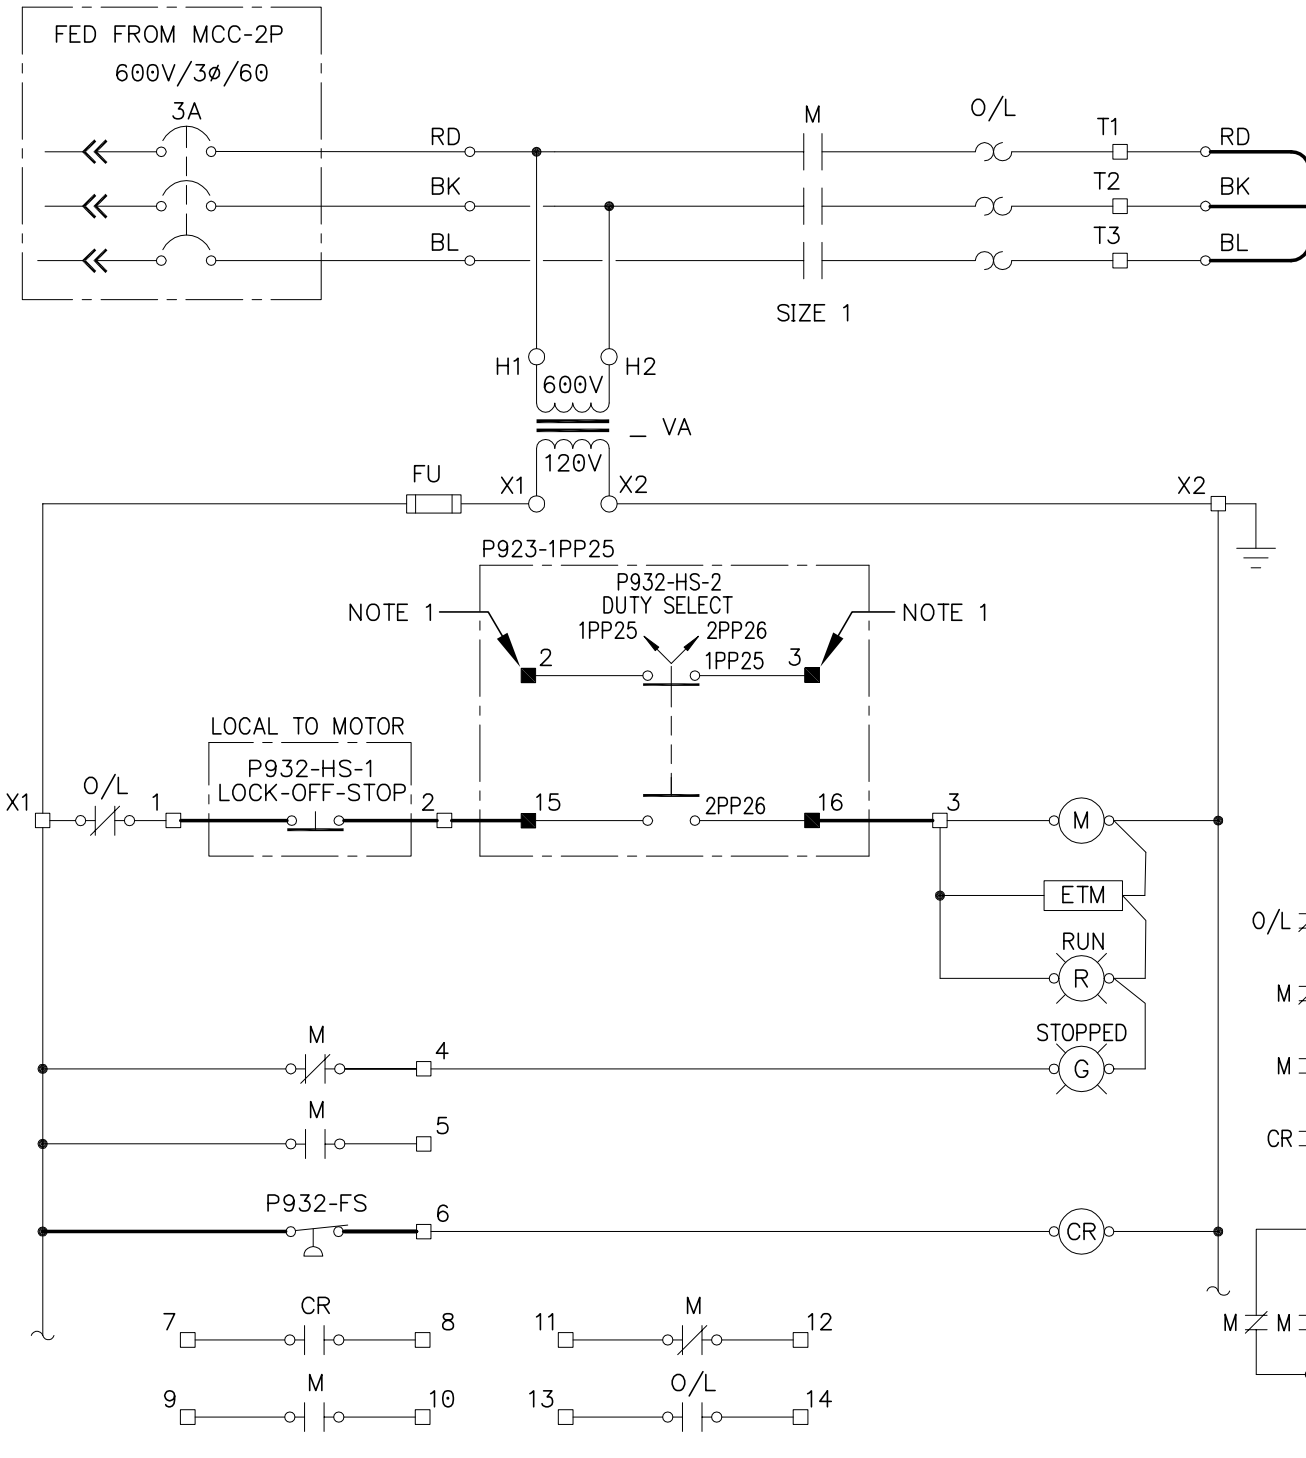 FED FROM MCC-2P
600V/3ø/60
3A
M
O/L
RD
T1
RD
BK
T2
BK
BL
T3
BL
SIZE 1
H1
H2
600V
_ VA
120V
FU
X1
X2
X2
P923-1PP25
P932-HS-2
DUTY SELECT
NOTE 1
NOTE 1
1PP25
2PP26
2
1PP25
3
LOCAL TO MOTOR
P932-HS-1
LOCK-OFF-STOP
X1
O/L
1
2
15
2PP26
16
3
M
ETM
O/L
RUN
R
M
STOPPED
M
4
G
M
M
5
CR
P932-FS
6
CR
7
CR
8
11
M
12
M
M
9
M
10
13
O/L
14